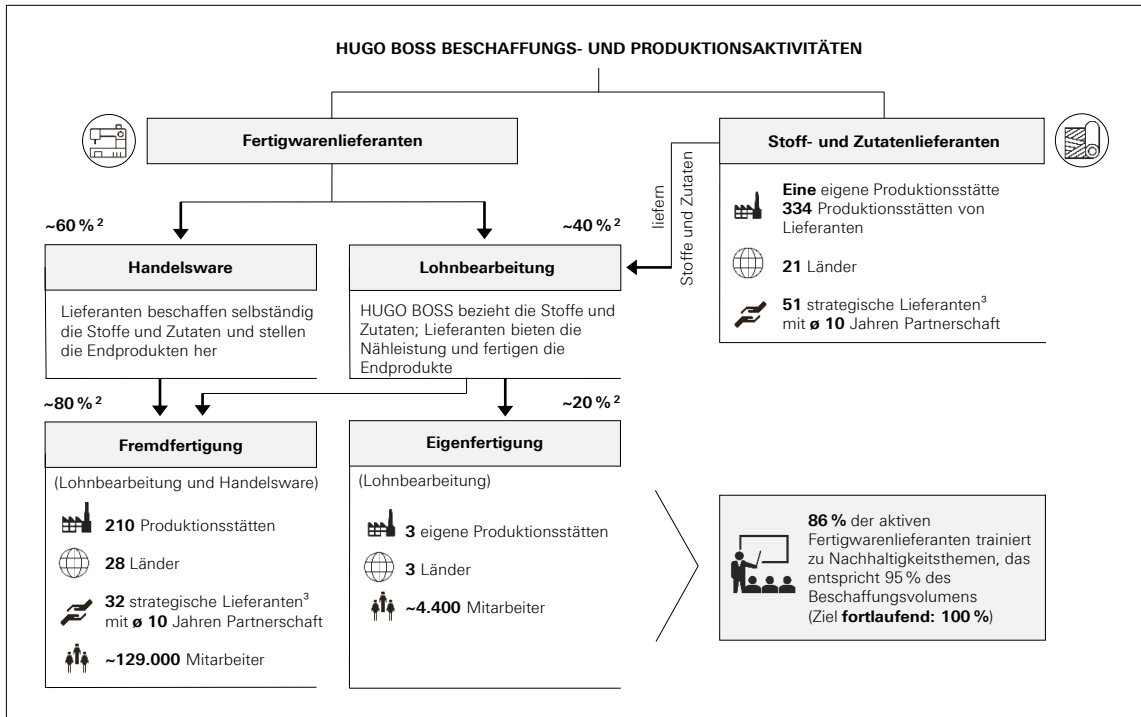 HUGO BOSS BESCHAFFUNGS- UND PRODUKTIONSAKTIVITÄTEN
Fertigwarenlieferanten
Stoff- und Zutatenlieferanten
Eine eigene Produktionsstätte
334 Produktionsstätten von
Lieferanten
21 Länder
51 strategische Lieferanten³
mit ø 10 Jahren Partnerschaft
liefern
Stoffe und Zutaten
~60 % ²
~40 % ²
Handelsware
Lieferanten beschaffen selbständig
die Stoffe und Zutaten und stellen
die Endprodukten her
Lohnbearbeitung
HUGO BOSS bezieht die Stoffe und
Zutaten; Lieferanten bieten die
Nähleistung und fertigen die
Endprodukte
~80 % ²
~20 % ²
Fremdfertigung
(Lohnbearbeitung und Handelsware)
210 Produktionsstätten
28 Länder
32 strategische Lieferanten³
mit ø 10 Jahren Partnerschaft
~129.000 Mitarbeiter
Eigenfertigung
(Lohnbearbeitung)
3 eigene Produktionsstätten
3 Länder
~4.400 Mitarbeiter
86 % der aktiven
Fertigwarenlieferanten trainiert
zu Nachhaltigkeitsthemen, das
entspricht 95 % des
Beschaffungsvolumens
(Ziel fortlaufend: 100 %)